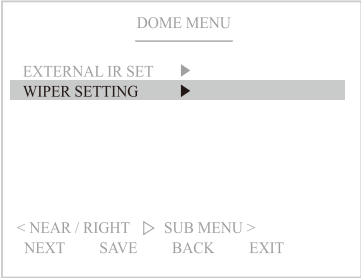 DOME MENU
EXTERNAL IR SET ▶
WIPER SETTING ▶
< NEAR / RIGHT ▷ SUB MENU >
NEXT SAVE BACK EXIT